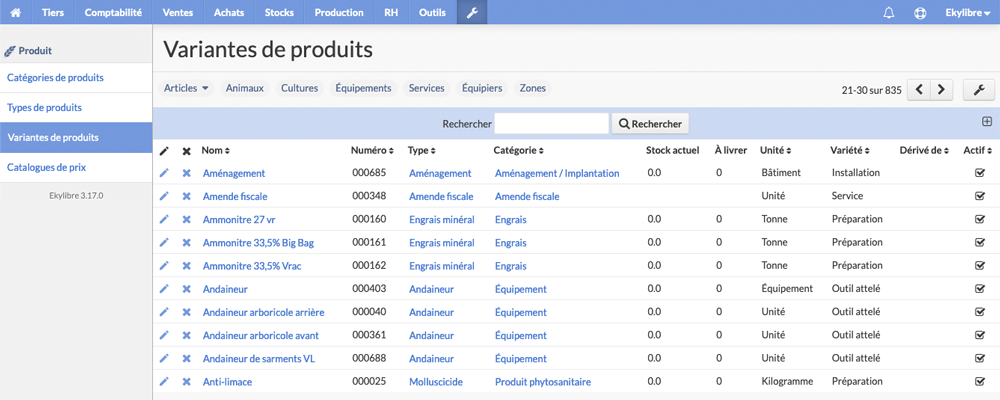 Tiers Comptabilité Ventes Achats Stocks Production RH Outils Ekylibre
Produit
Catégories de produits
Types de produits
Variantes de produits
Catalogues de prix
Ekylibre 3.17.0
Variantes de produits
Articles Animaux Cultures Équipements Services Équipiers Zones 21-30 sur 835
Rechercher Rechercher
Nom Numéro Type Catégorie Stock actuel À livrer Unité Variété Dérivé de Actif
Aménagement 000685 Aménagement Aménagement / Implantation 0.0 0 Bâtiment Installation
Amende fiscale 000348 Amende fiscale Amende fiscale Unité Service
Ammonitre 27 vr 000160 Engrais minéral Engrais 0.0 0 Tonne Préparation
Ammonitre 33,5% Big Bag 000161 Engrais minéral Engrais 0.0 0 Tonne Préparation
Ammonitre 33,5% Vrac 000162 Engrais minéral Engrais 0.0 0 Tonne Préparation
Andaineur 000403 Andaineur Équipement 0.0 0 Équipement Outil attelé
Andaineur arboricole arrière 000040 Andaineur Équipement 0.0 0 Unité Outil attelé
Andaineur arboricole avant 000361 Andaineur Équipement 0.0 0 Unité Outil attelé
Andaineur de sarments VL 000688 Andaineur Équipement 0.0 0 Unité Outil attelé
Anti-limace 000025 Molluscicide Produit phytosanitaire 0.0 0 Kilogramme Préparation